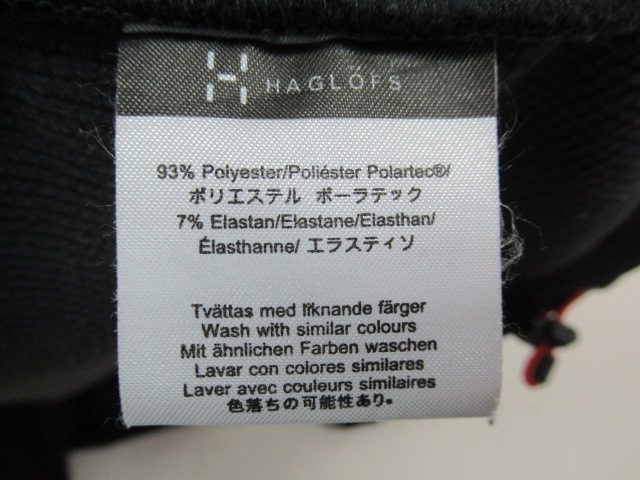 HAGLÖFS
93% Polyester/Poliéster Polartec®/
ポリエステル ポーラテック
7% Elastan/Elastane/Elasthan/
Élasthanne/ エラスティソ
Tvättas med liknande färger
Wash with similar colours
Mit ähnlichen Farben waschen
Lavar con colores similares
Laver avec couleurs similaires
色落ちの可能性あり。